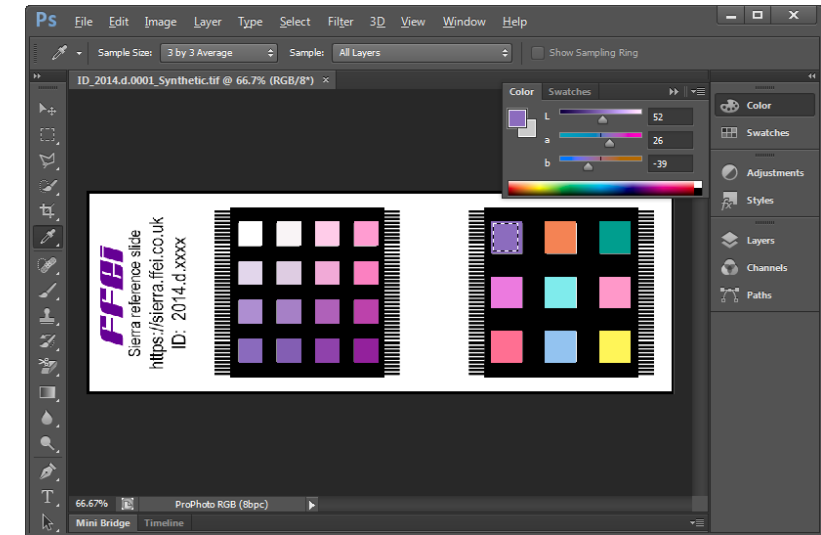 Ps File Edit Image Layer Type Select Filter 3D View Window Help
Sample Size: 3 by 3 Average Sample: All Layers Show Sampling Ring
ID_2014.d.0001_Synthetic.tif @ 66.7% (RGB/8*) ×
Color Swatches
L 52
a 26
b -39
Color
Swatches
Adjustments
Styles
Layers
Channels
Paths
FFEI
Sierra reference slide
https://sierra.ffei.co.uk
ID: 2014.d.xxxx
66.67% ProPhoto RGB (8bpc)
Mini Bridge Timeline